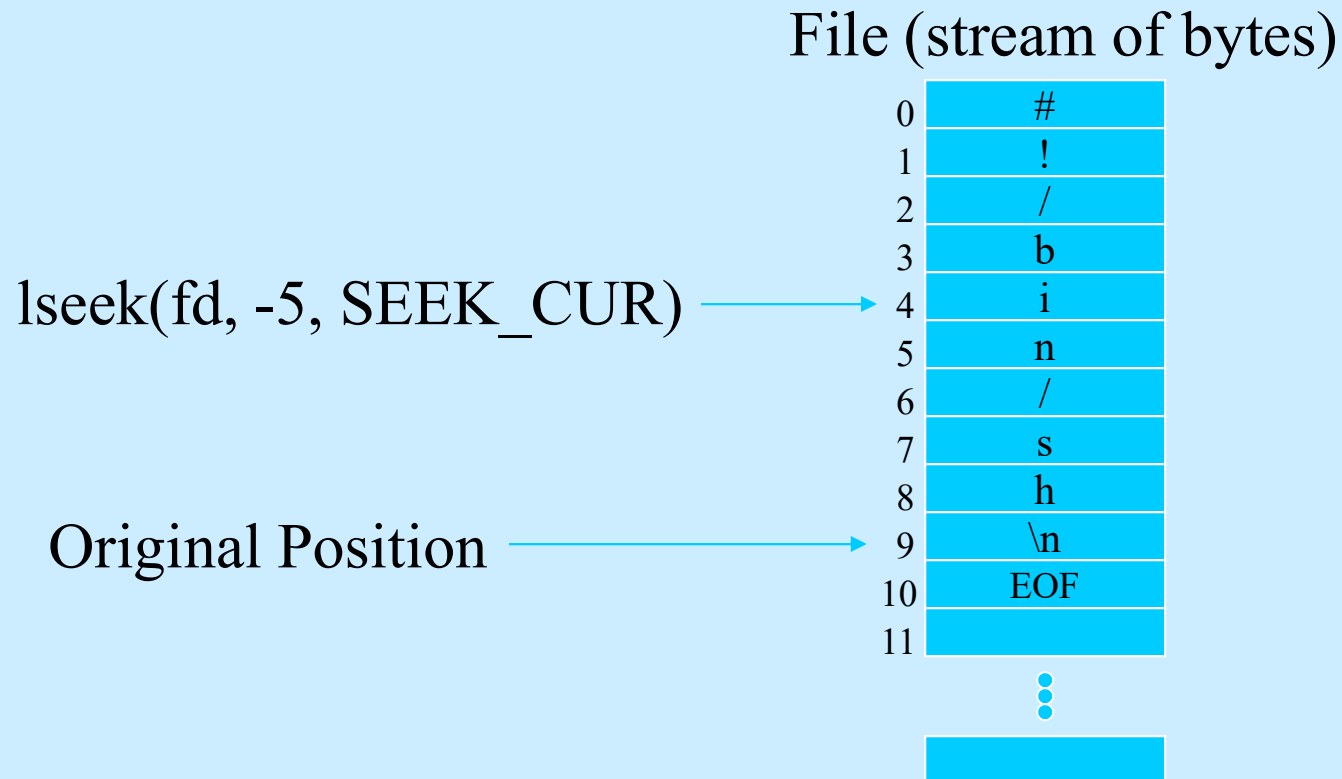 File (stream of bytes)
0 #
1 !
2 /
3 b
lseek(fd, -5, SEEK_CUR) 4 i
5 n
6 /
7 s
8 h
Original Position 9 \n
10 EOF
11